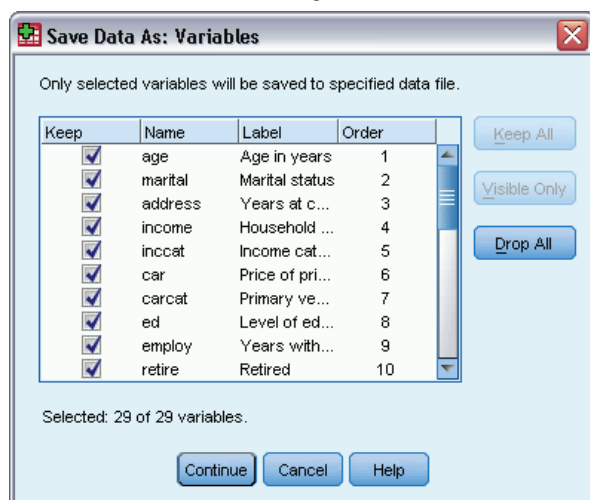 Save Data As: Variables
Only selected variables will be saved to specified data file.
Keep Name Label Order
age Age in years 1
marital Marital status 2
address Years at c... 3
income Household ... 4
inccat Income cat... 5
car Price of pri... 6
carcat Primary ve... 7
ed Level of ed... 8
employ Years with... 9
retire Retired 10
Keep All
Visible Only
Drop All
Selected: 29 of 29 variables.
Continue Cancel Help